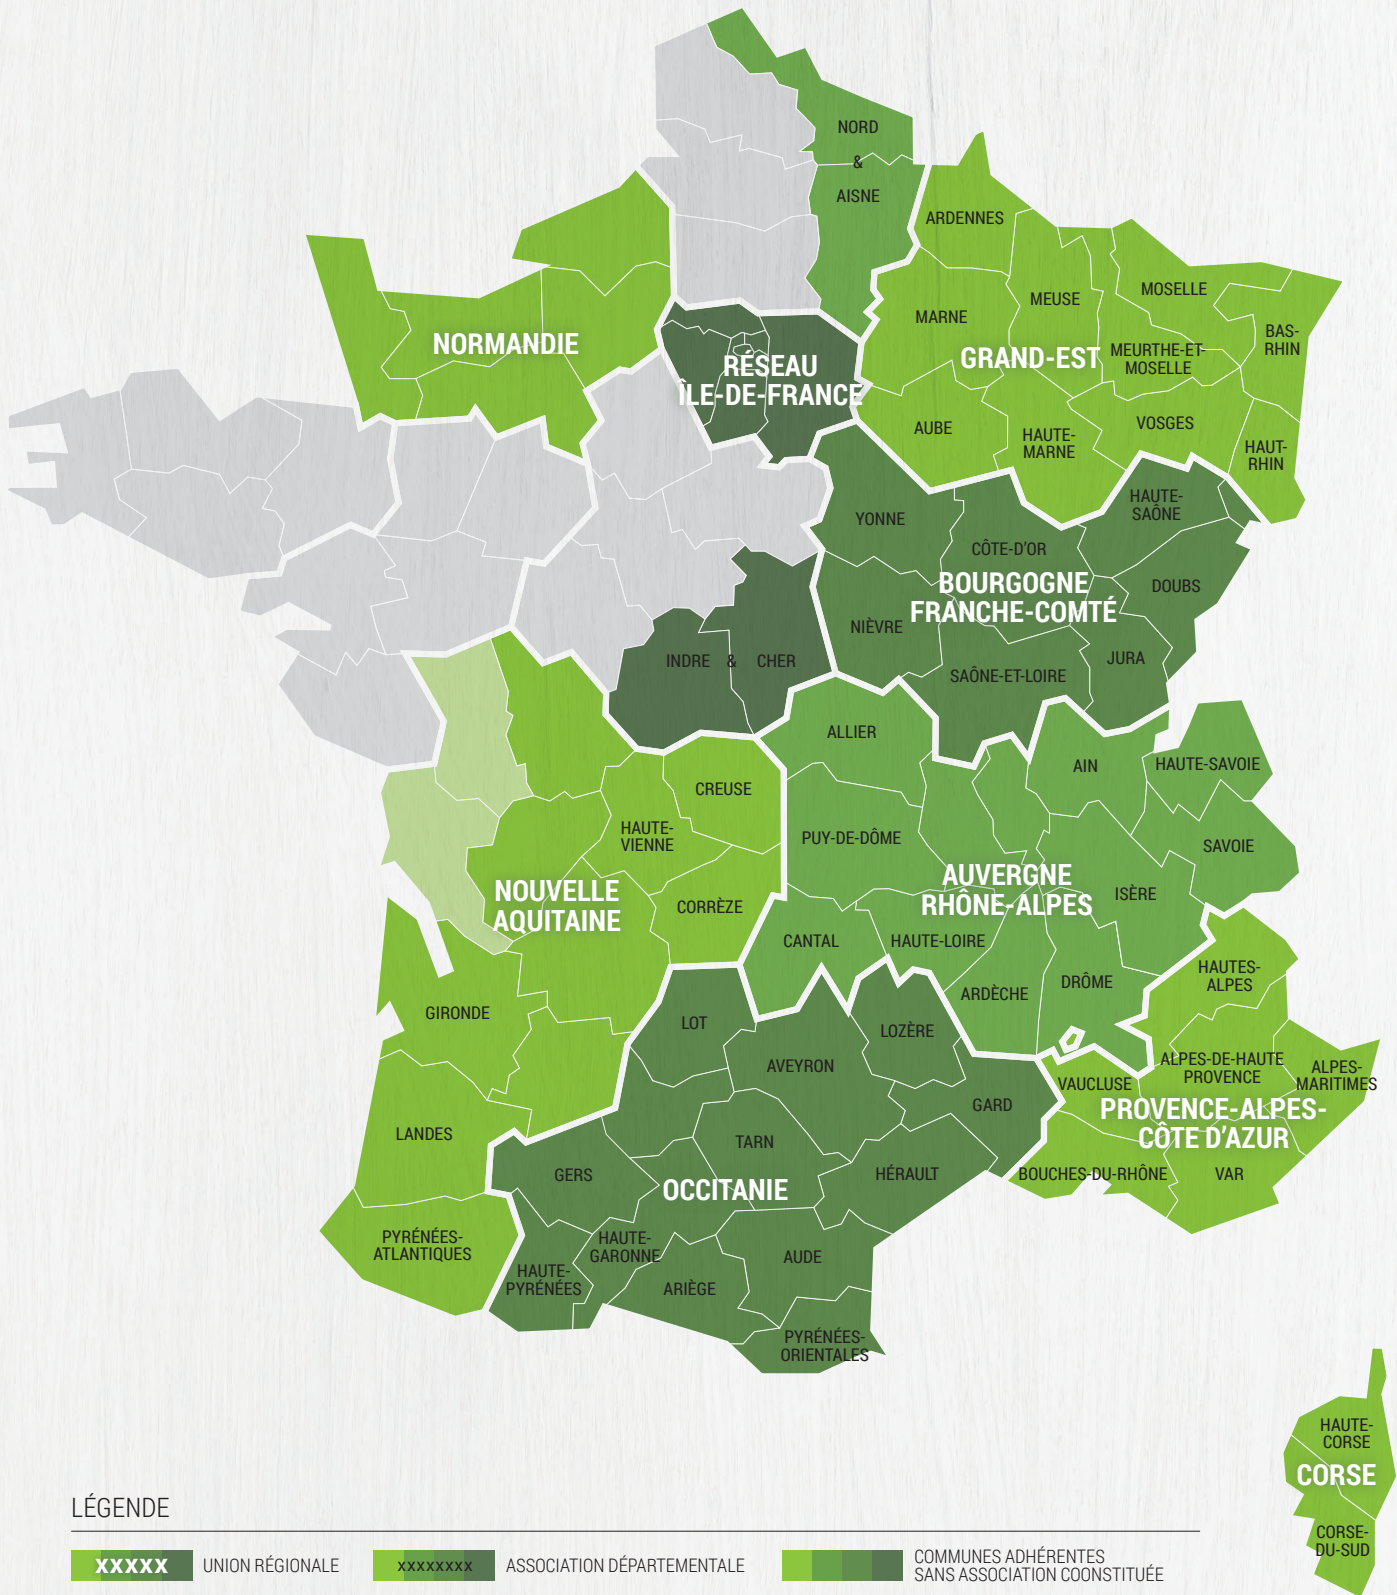 NORD
&
AISNE
ARDENNES
MARNE
MEUSE
MOSELLE
BAS-
RHIN
MEURTHE-ET-
MOSELLE
GRAND-EST
AUBE
HAUTE-
MARNE
VOSGES
HAUT-
RHIN
NORMANDIE
RÉSEAU
ÎLE-DE-FRANCE
YONNE
CÔTE-D'OR
HAUTE-
SAÔNE
DOUBS
BOURGOGNE
FRANCHE-COMTÉ
NIÈVRE
SAÔNE-ET-LOIRE
JURA
INDRE & CHER
ALLIER
AIN
HAUTE-SAVOIE
PUY-DE-DÔME
SAVOIE
AUVERGNE
RHÔNE-ALPES
ISÈRE
CANTAL
HAUTE-LOIRE
ARDÈCHE
DRÔME
CREUSE
HAUTE-
VIENNE
NOUVELLE
AQUITAINE
CORRÈZE
GIRONDE
LANDES
PYRÉNÉES-
ATLANTIQUES
LOT
AVEYRON
LOZÈRE
GARD
TARN
HÉRAULT
GERS
OCCITANIE
HAUTE-
GARONNE
HAUTE-
PYRÉNÉES
ARIÈGE
AUDE
PYRÉNÉES-
ORIENTALES
HAUTES-
ALPES
ALPES-DE-HAUTE
PROVENCE
ALPES-
MARITIMES
VAUCLUSE
PROVENCE-ALPES-
CÔTE D'AZUR
BOUCHES-DU-RHÔNE
VAR
HAUTE-
CORSE
CORSE
CORSE-
DU-SUD
LÉGENDE
XXXXX UNION RÉGIONALE
XXXXXXXX ASSOCIATION DÉPARTEMENTALE
COMMUNES ADHÉRENTES
SANS ASSOCIATION COONSTITUÉE